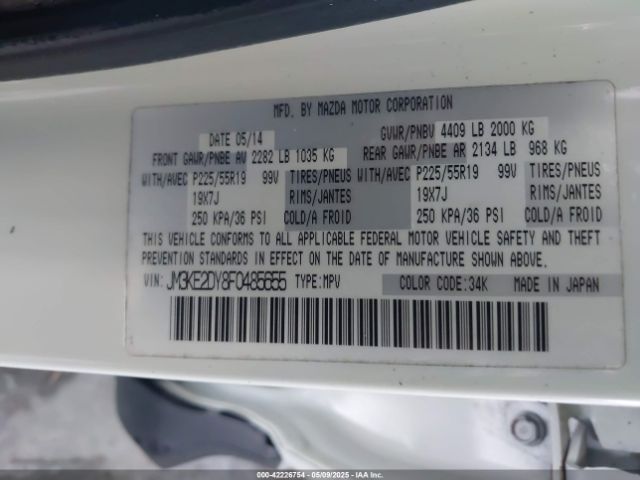 MFD. BY MAZDA MOTOR CORPORATION
DATE 05/14 GVWR/PNBV 4409 LB 2000 KG
FRONT GAWR/PNBE AV 2282 LB 1035 KG REAR GAWR/PNBE AR 2134 LB 968 KG
WITH/AVEC P225/55R19 99V TIRES/PNEUS WITH/AVEC P225/55R19 99V TIRES/PNEUS
19X7J RIMS/JANTES 19X7J RIMS/JANTES
250 KPA/36 PSI COLD/A FROID 250 KPA/36 PSI COLD/A FROID
THIS VEHICLE CONFORMS TO ALL APPLICABLE FEDERAL MOTOR VEHICLE SAFETY AND THEFT
PREVENTION STANDARDS IN EFFECT ON THE DATE OF MANUFACTURE SHOWN ABOVE.
VIN: JM3KE2DY8F0485655 TYPE: MPV COLOR CODE: 34K MADE IN JAPAN
000-42226754 - 05/09/2025 - IAAI.COM.